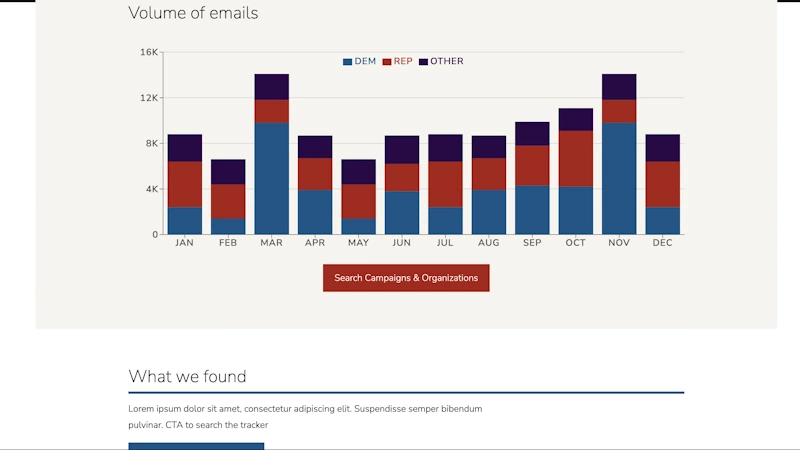 Volume of emails
16K
DEM REP OTHER
12K
8K
4K
0
JAN FEB MAR APR MAY JUN JUL AUG SEP OCT NOV DEC
Search Campaigns & Organizations
What we found
Lorem ipsum dolor sit amet, consectetur adipiscing elit. Suspendisse semper bibendum
pulvinar. CTA to search the tracker